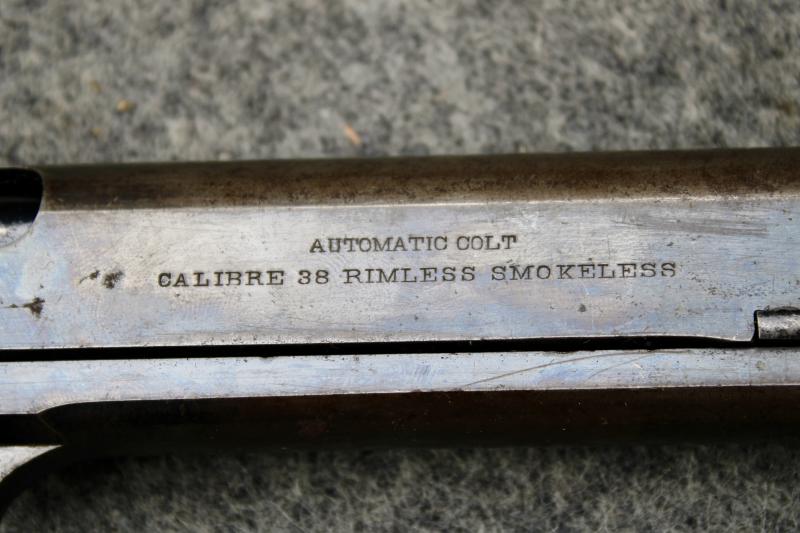 AUTOMATIC COLT
CALIBRE 38 RIMLESS SMOKELESS